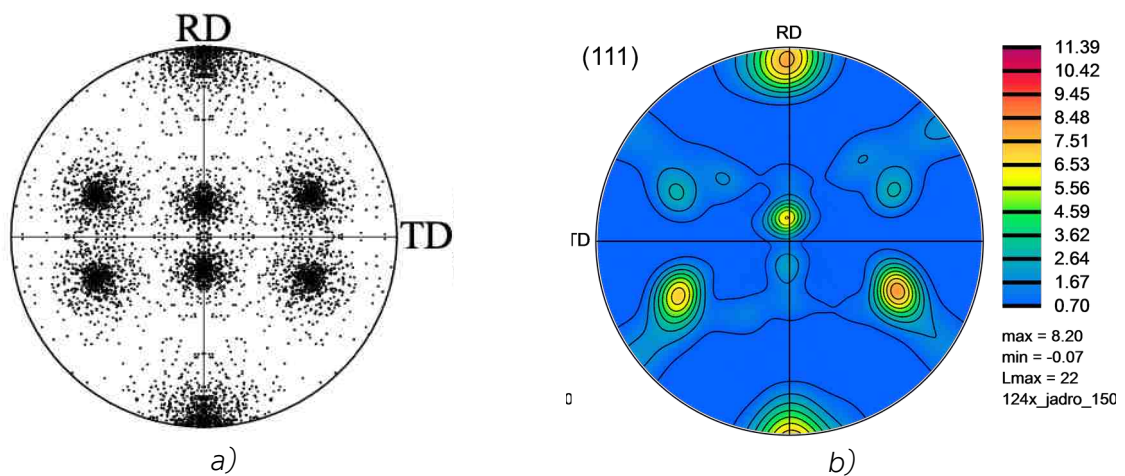 RD
TD
a)
(111)
RD
TD
0
11.39
10.42
9.45
8.48
7.51
6.53
5.56
4.59
3.62
2.64
1.67
0.70
max = 8.20
min = -0.07
Lmax = 22
124x_jadro_150
b)